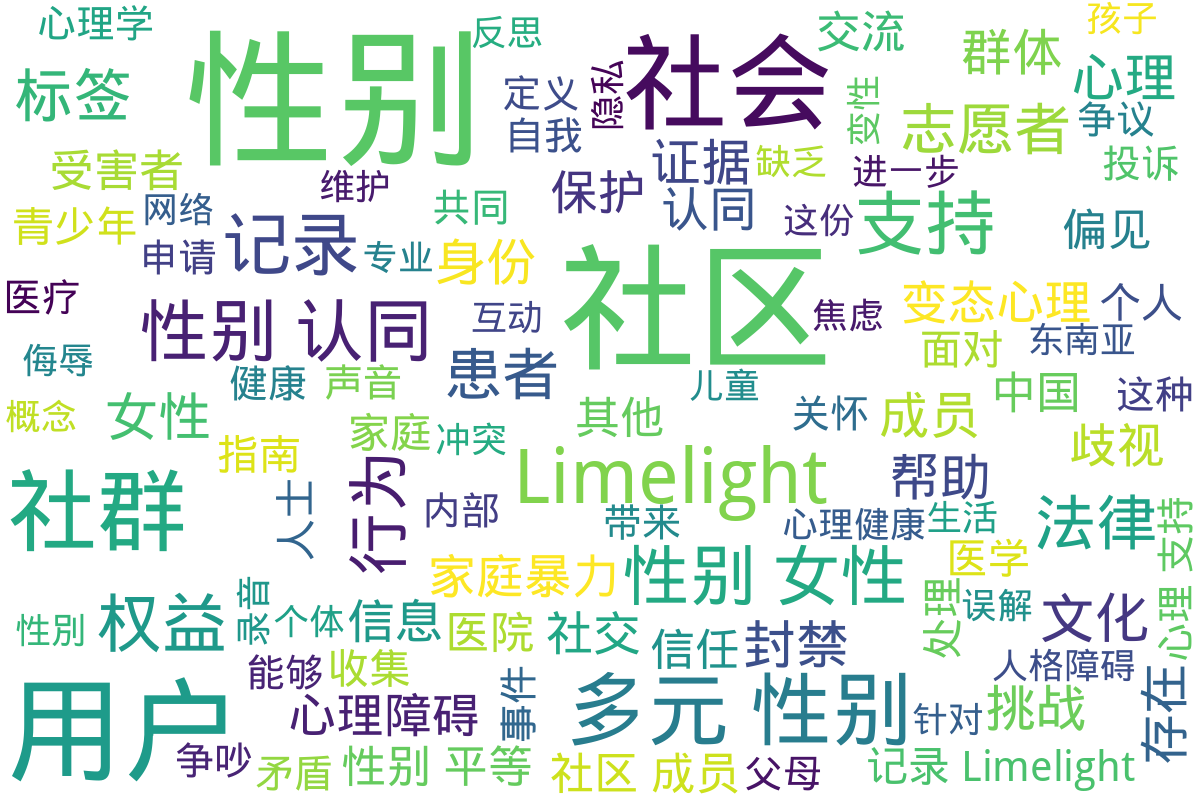 心理学
反思
交流
孩子
性别
社会
群体
心理
标签
定义
隐私
变性
志愿者
争议
自我
受害者
证据
缺乏
进一步
投诉
维护
保护
认同
青少年
网络
共同
这份
支持
偏见
记录
申请
专业
身份
社区
医疗
性别 认同
互动
焦虑
变态心理
个人
面对
东南亚
侮辱
健康
声音
患者
儿童
中国
这种
概念
女性
家庭
冲突
其他
关怀
成员
歧视
指南
社群
人士
行为
内部
Limelight
帮助
带来
心理健康
生活
法律
心理 支持
家庭暴力
性别 女性
医学
性別
权益
录音
个体
信息
医院
社交
信任
封禁
处理
误解
文化
用户
能够
收集
人格障碍
心理障碍
事件
多元 性别
针对
挑战
存在
争吵
矛盾
性别 平等
社区 成员
父母
记录 Limelight